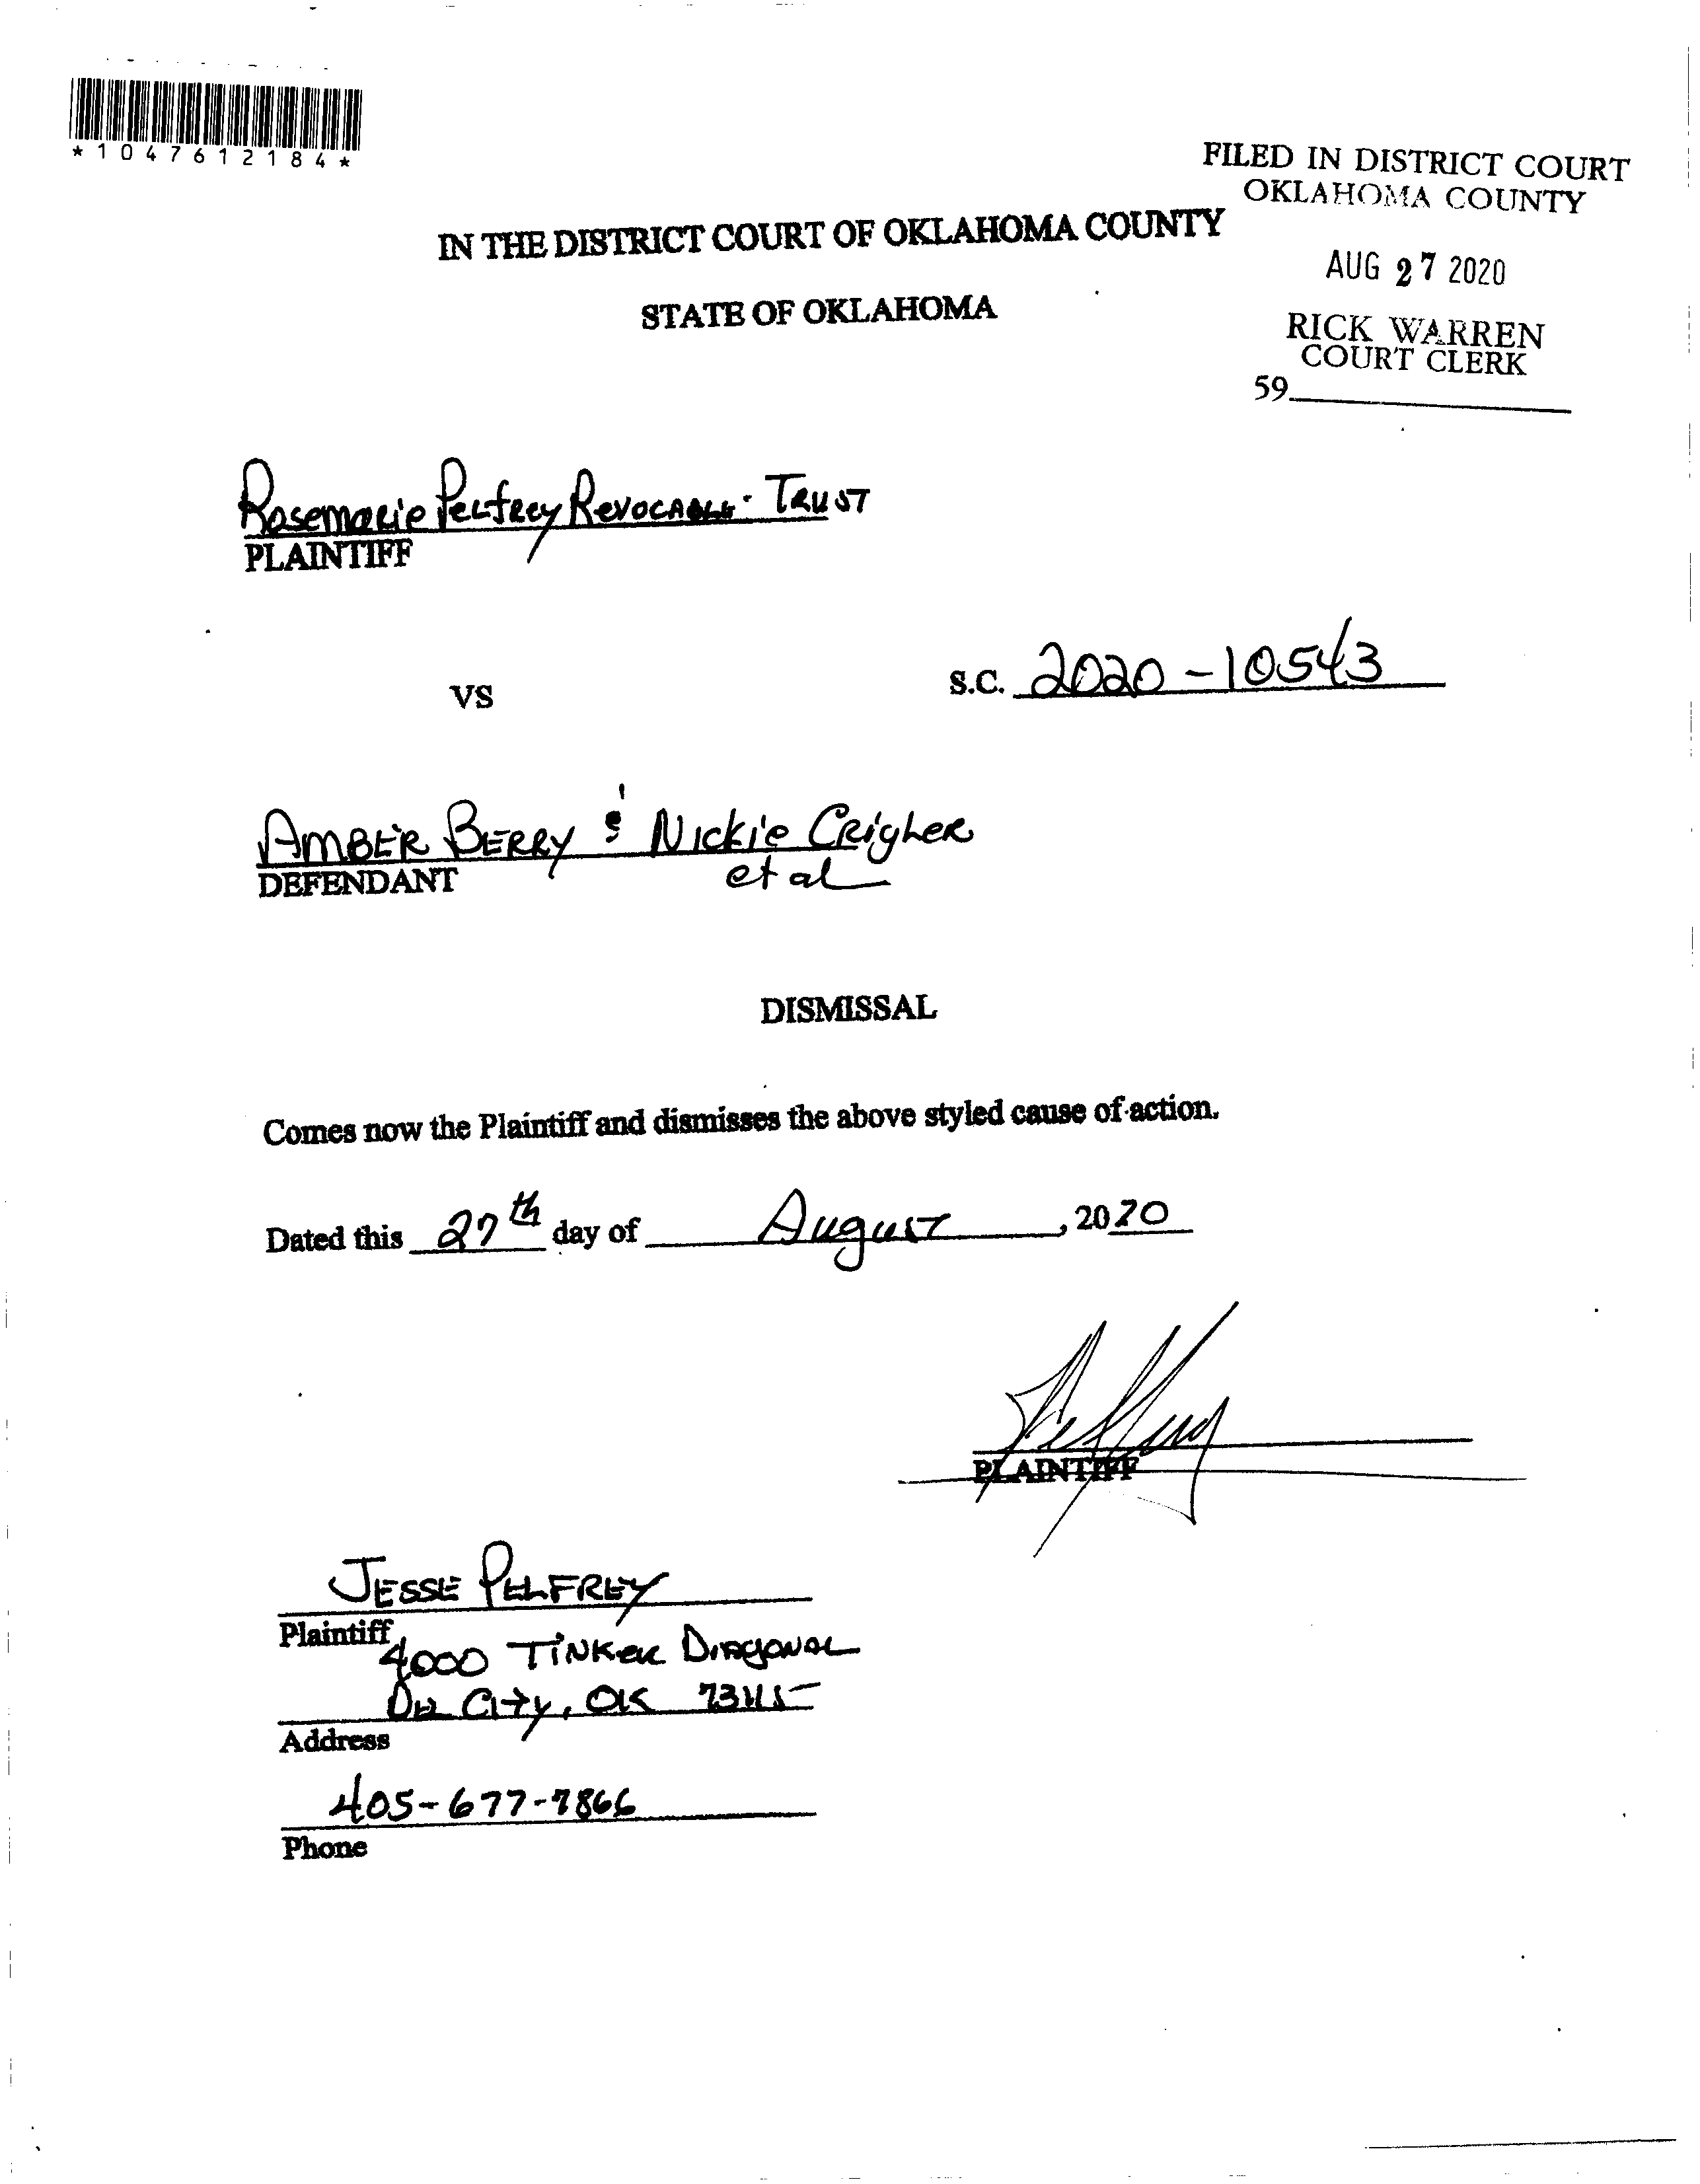 *1047612184*
FILED IN DISTRICT COURT
OKLAHOMA COUNTY
AUG 27 2020
RICK WARREN
COURT CLERK
59
IN THE DISTRICT COURT OF OKLAHOMA COUNTY
STATE OF OKLAHOMA
Rosemarie Pelfrey Revocable Trust
PLAINTIFF
VS
S.C. 2020-10543
AMBER BERRY & Nickie Crigher
et al
DEFENDANT
DISMISSAL
Comes now the Plaintiff and dismisses the above styled cause of action.
Dated this 27th day of August, 2020
PLAINTIFF
JESSE PELFREY
Plaintiff
4000 TINKER DIAGONAL
DEL CITY, OK 73115
Address
405-677-7866
Phone